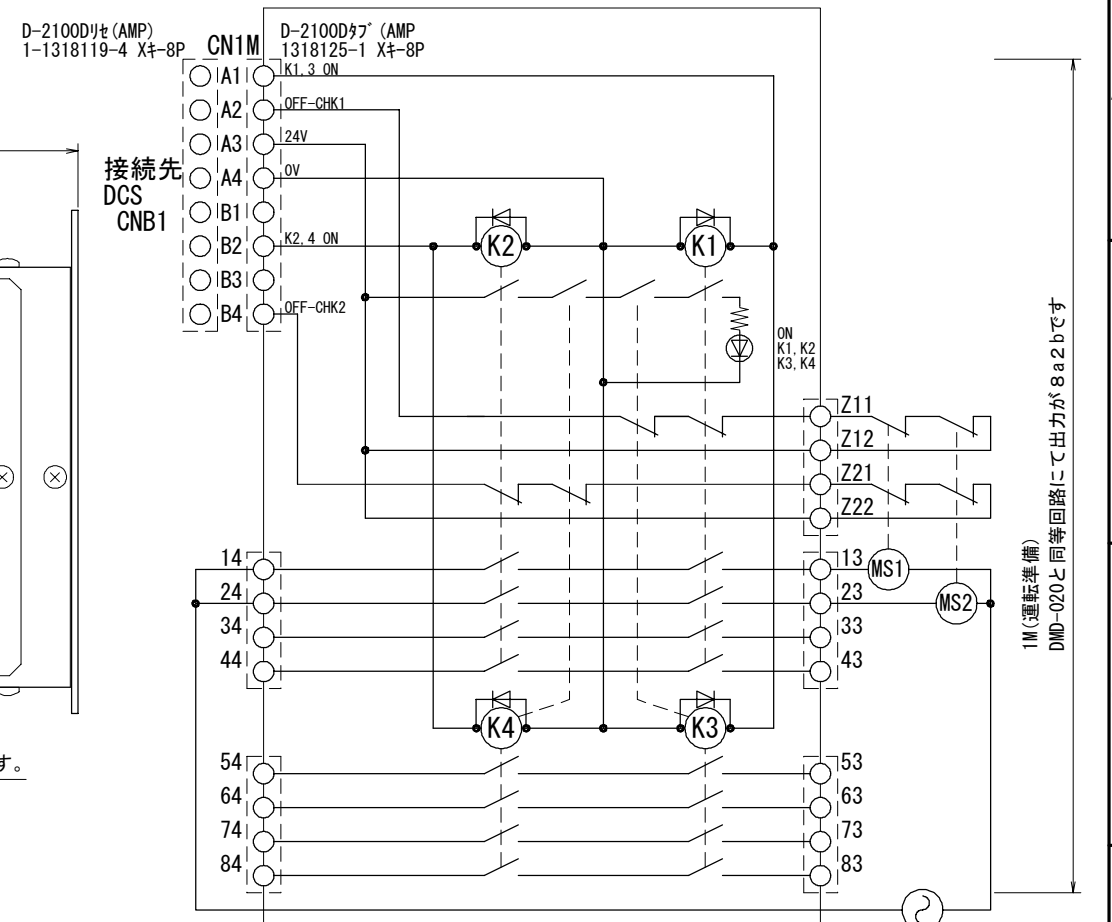 D-2100Dﾘｾ(AMP)
1-1318119-4 Xｷｰ8P
CN1M
D-2100Dﾀﾌﾞ(AMP
1318125-1 Xｷｰ8P
A1
K1,3 ON
A2
OFF-CHK1
A3
24V
A4
0V
B1
B2
K2,4 ON
B3
B4
OFF-CHK2
接続先
DCS
CNB1
K2
K1
ON
K1,K2
K3,K4
Z11
Z12
Z21
Z22
14
24
34
44
13
23
33
43
MS1
MS2
K4
K3
54
64
74
84
53
63
73
83
す。
1M(運転準備)
DMD-020と同等回路にて出力が8a2bです